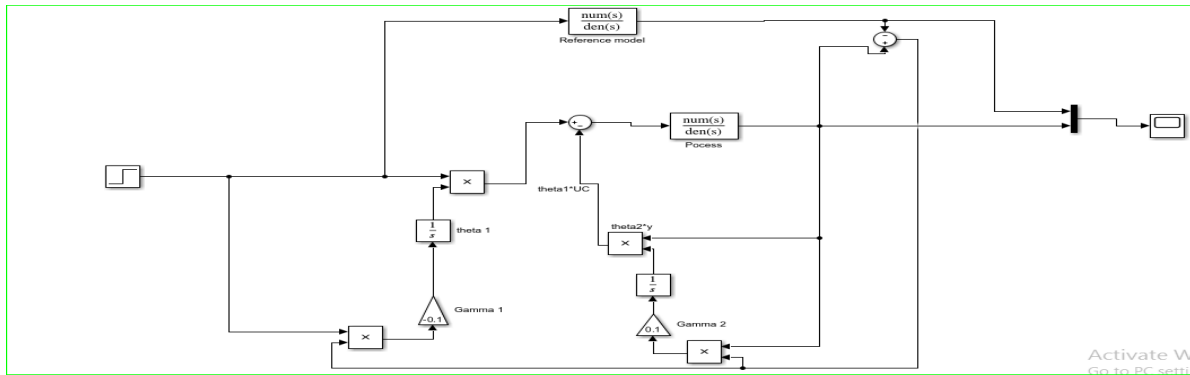 num(s)
den(s)
Reference model
num(s)
den(s)
Pocess
theta1*UC
theta2*y
1
s
theta 1
1
s
-0.1
Gamma 1
0.1
Gamma 2
×
×
×
×
Activate W
Go to PC setti